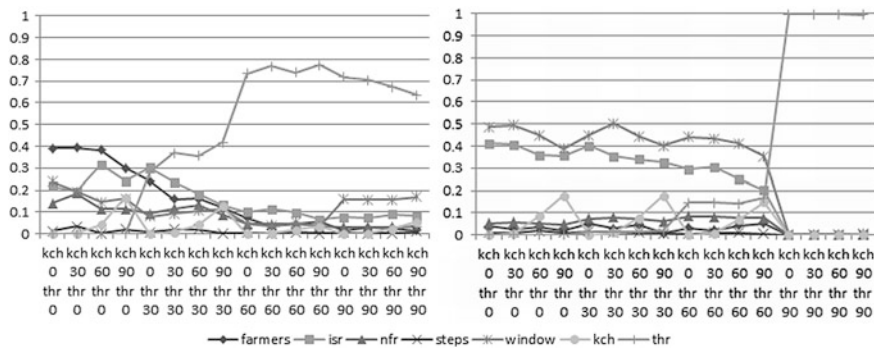 1
0.9
0.8
0.7
0.6
0.5
0.4
0.3
0.2
0.1
0
kch kch kch kch kch kch kch kch kch kch kch kch kch kch kch kch
0 30 60 90 0 30 60 90 0 30 60 90 0 30 60 90
thr thr thr thr thr thr thr thr thr thr thr thr thr thr thr thr
0 0 0 0 30 30 30 30 60 60 60 60 90 90 90 90
1
0.9
0.8
0.7
0.6
0.5
0.4
0.3
0.2
0.1
0
kch kch kch kch kch kch kch kch kch kch kch kch kch kch kch kch
0 30 60 90 0 30 60 90 0 30 60 90 0 30 60 90
thr thr thr thr thr thr thr thr thr thr thr thr thr thr thr thr
0 0 0 0 30 30 30 30 60 60 60 60 90 90 90 90
farmers isr nfr steps window kch thr